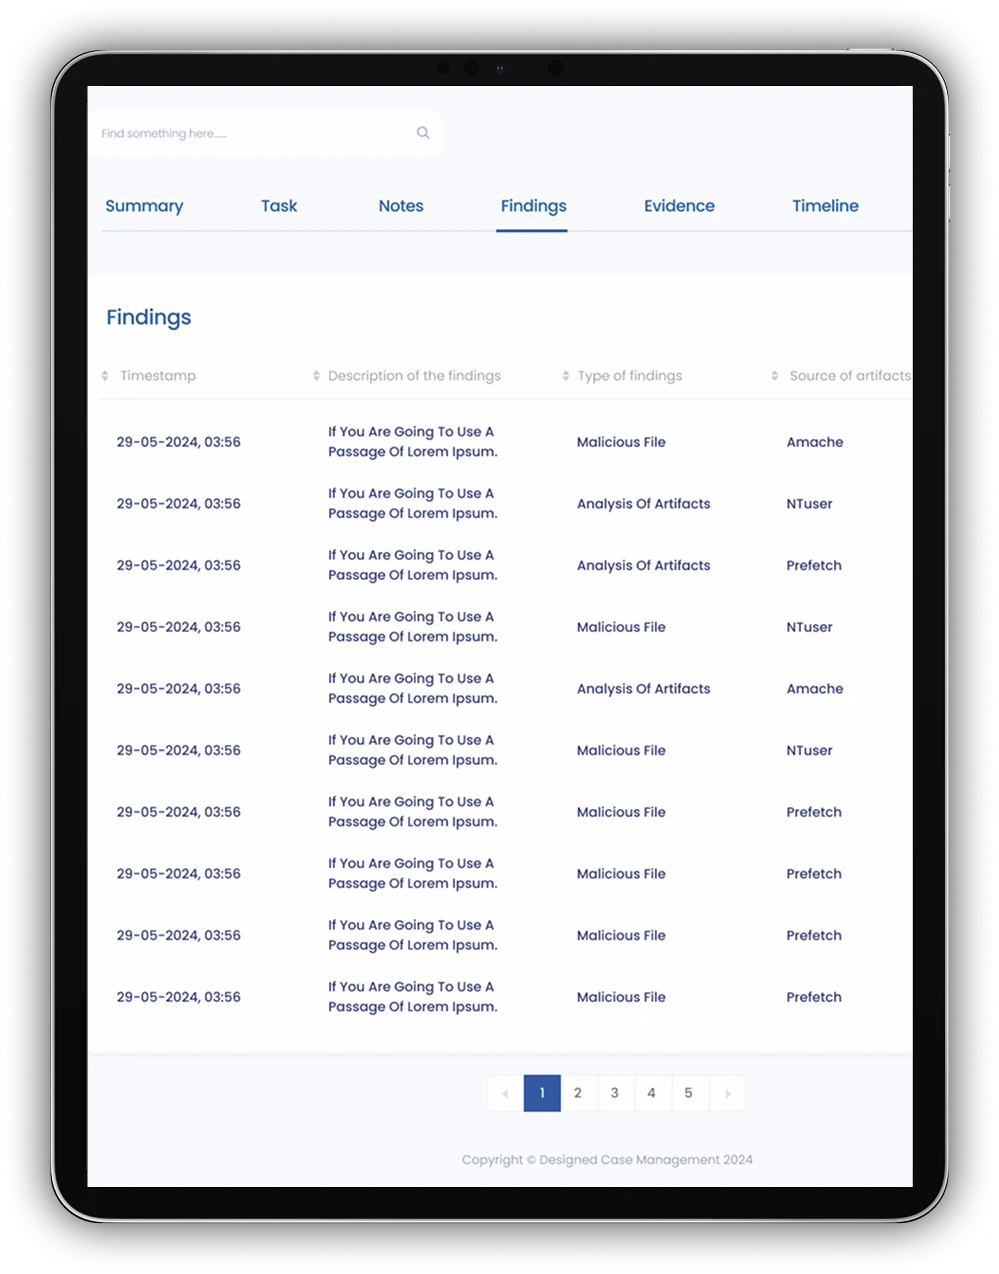 Find something here.....
Summary Task Notes Findings Evidence Timeline
Findings
Timestamp Description of the findings Type of findings Source of artifacts
29-05-2024, 03:56 If You Are Going To Use A Passage Of Lorem Ipsum. Malicious File Amache
29-05-2024, 03:56 If You Are Going To Use A Passage Of Lorem Ipsum. Analysis Of Artifacts NTuser
29-05-2024, 03:56 If You Are Going To Use A Passage Of Lorem Ipsum. Analysis Of Artifacts Prefetch
29-05-2024, 03:56 If You Are Going To Use A Passage Of Lorem Ipsum. Malicious File NTuser
29-05-2024, 03:56 If You Are Going To Use A Passage Of Lorem Ipsum. Analysis Of Artifacts Amache
29-05-2024, 03:56 If You Are Going To Use A Passage Of Lorem Ipsum. Malicious File NTuser
29-05-2024, 03:56 If You Are Going To Use A Passage Of Lorem Ipsum. Malicious File Prefetch
29-05-2024, 03:56 If You Are Going To Use A Passage Of Lorem Ipsum. Malicious File Prefetch
29-05-2024, 03:56 If You Are Going To Use A Passage Of Lorem Ipsum. Malicious File Prefetch
29-05-2024, 03:56 If You Are Going To Use A Passage Of Lorem Ipsum. Malicious File Prefetch
1 2 3 4 5
Copyright © Designed Case Management 2024